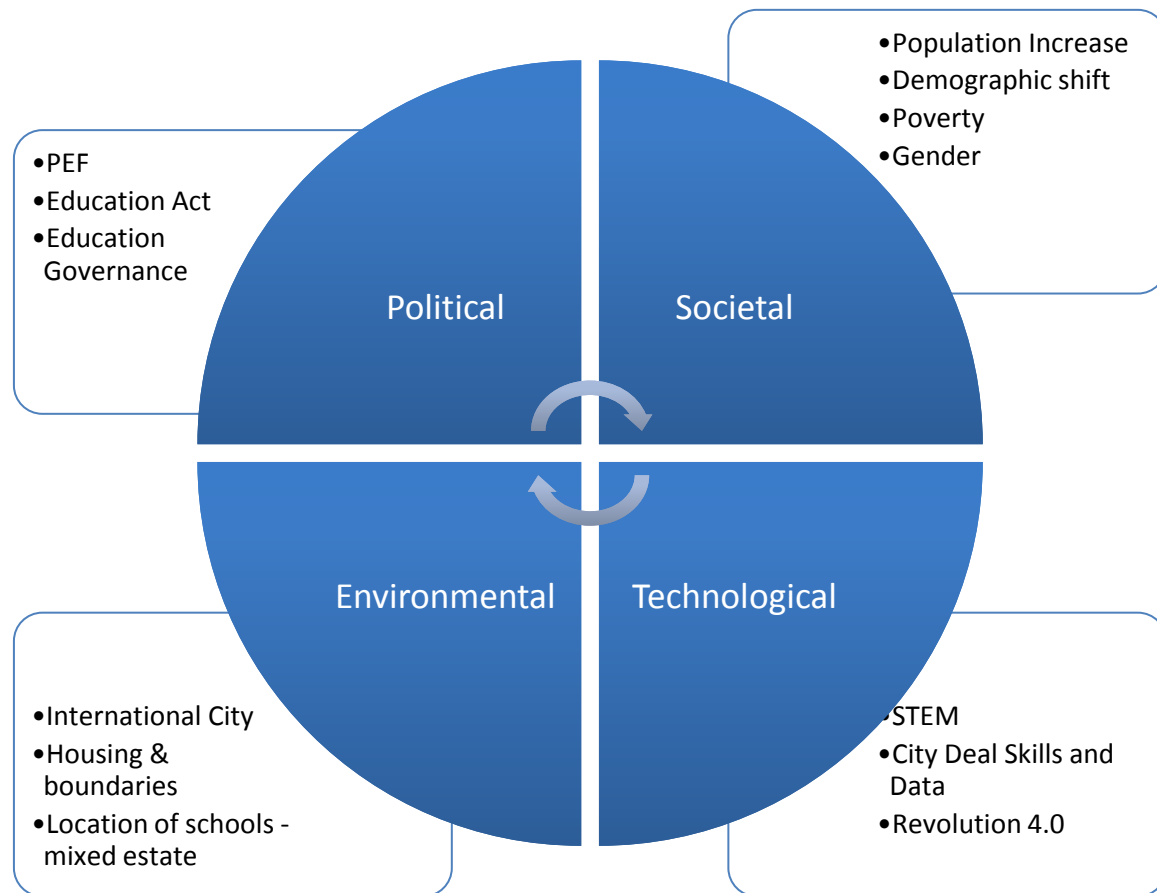 •Population Increase
•Demographic shift
•Poverty
•Gender
•PEF
•Education Act
•Education
Governance
Political
Societal
Environmental
Technological
•International City
•Housing &
boundaries
•Location of schools -
mixed estate
•STEM
•City Deal Skills and
Data
•Revolution 4.0